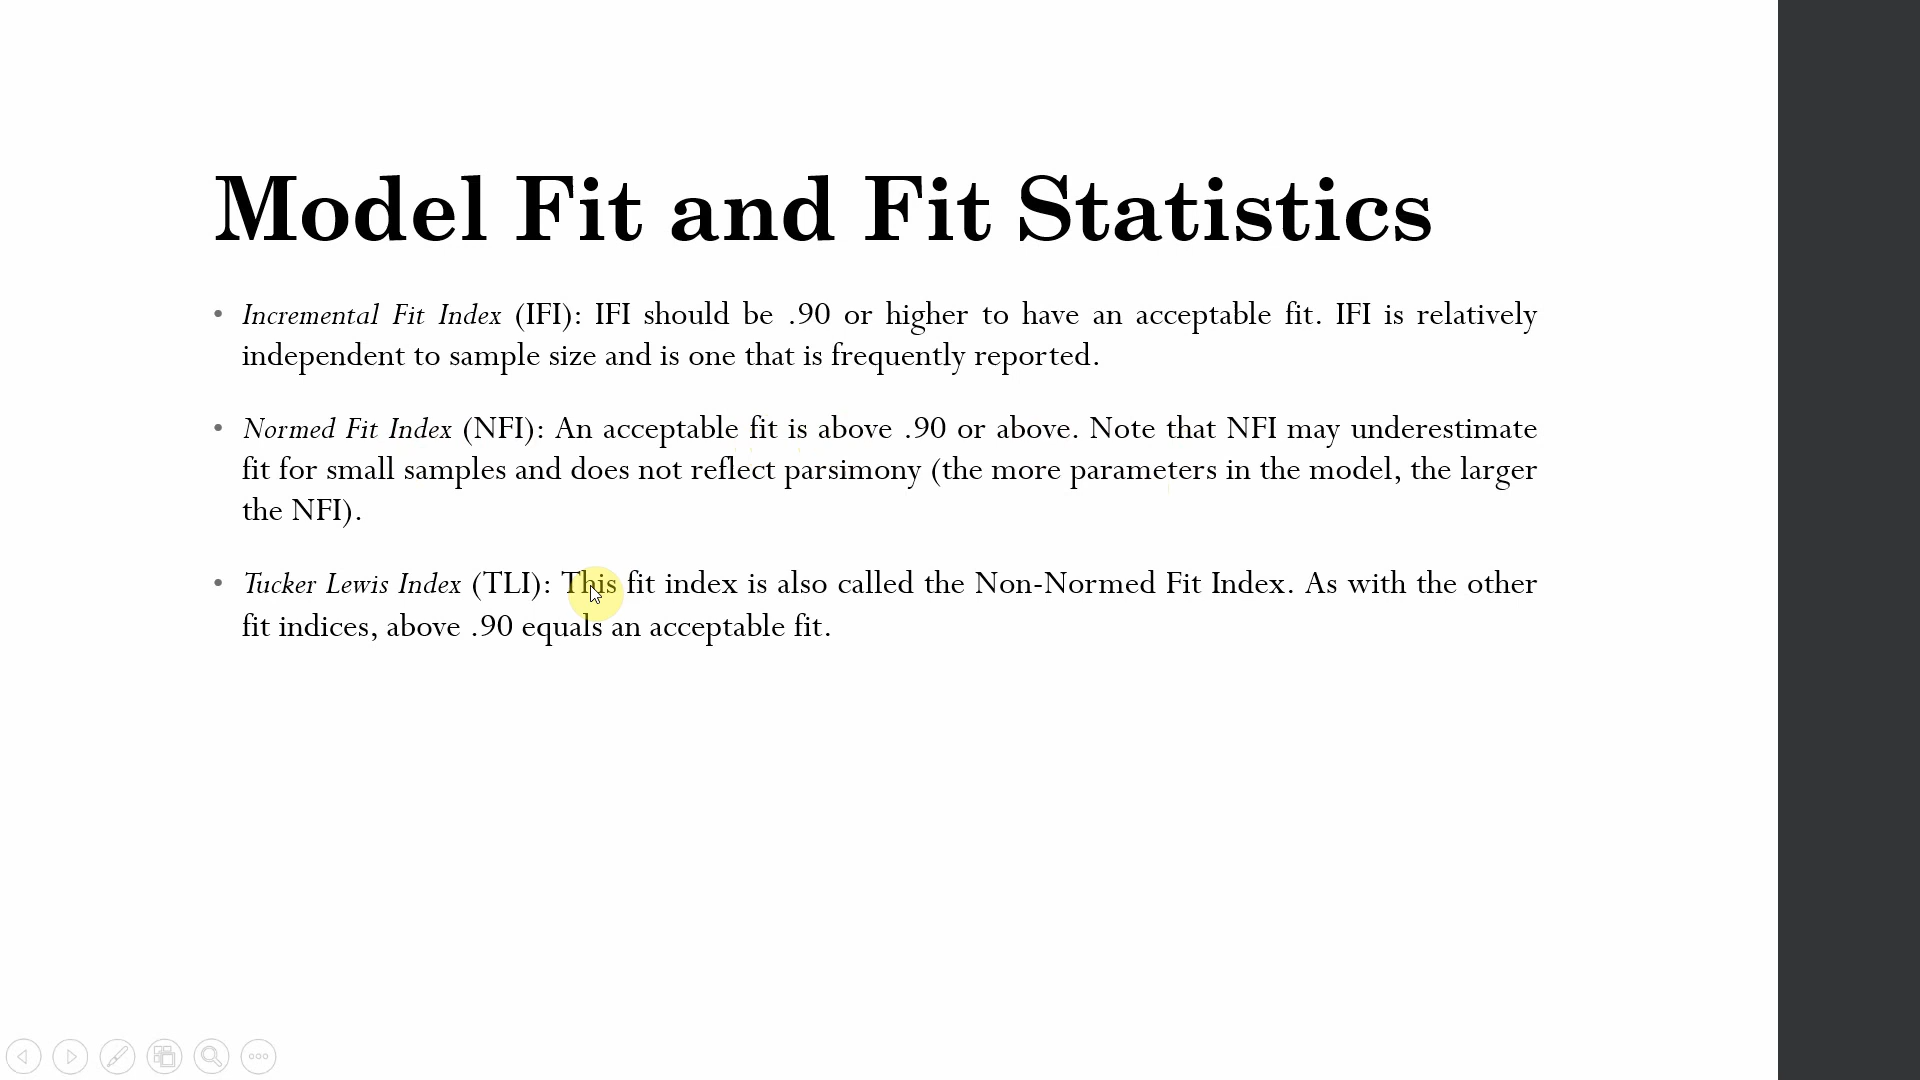 Model Fit and Fit Statistics
• Incremental Fit Index (IFI): IFI should be .90 or higher to have an acceptable fit. IFI is relatively
independent to sample size and is one that is frequently reported.
• Normed Fit Index (NFI): An acceptable fit is above .90 or above. Note that NFI may underestimate
fit for small samples and does not reflect parsimony (the more parameters in the model, the larger
the NFI).
• Tucker Lewis Index (TLI): This fit index is also called the Non-Normed Fit Index. As with the other
fit indices, above .90 equals an acceptable fit.